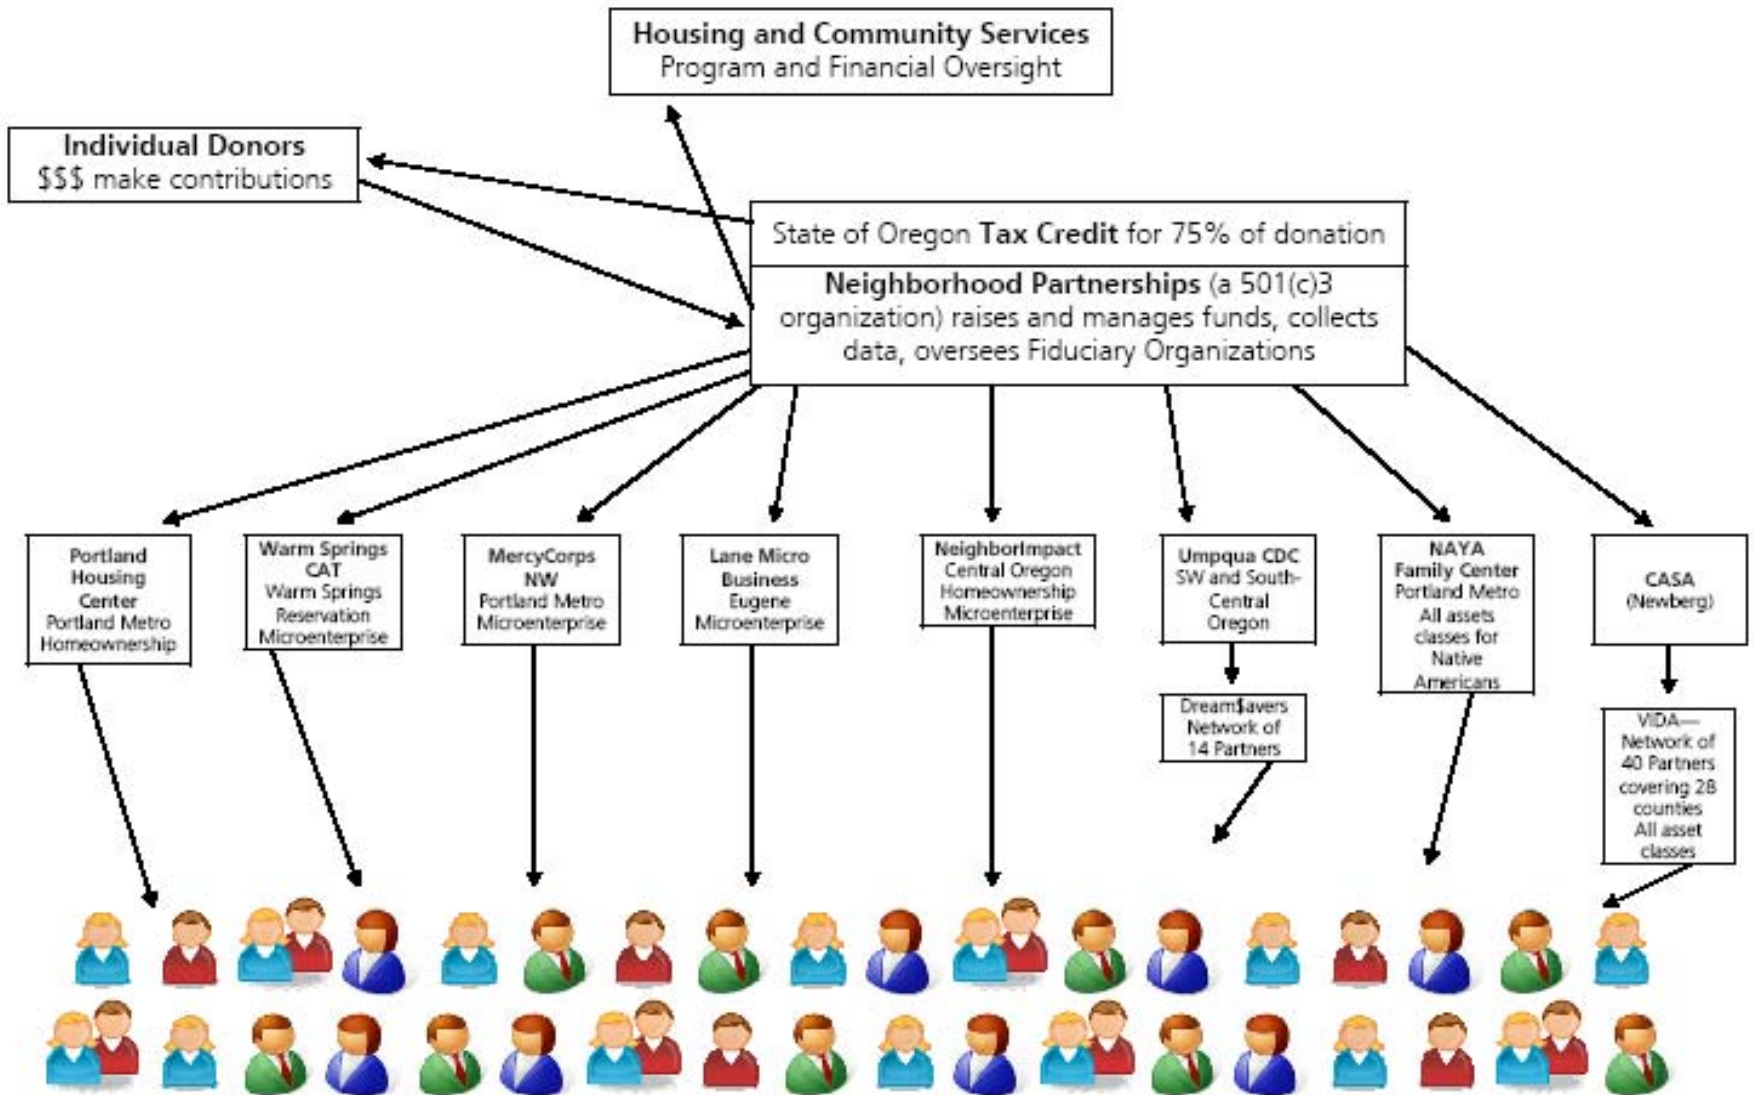 Housing and Community Services
Program and Financial Oversight
Individual Donors
$$$ make contributions
State of Oregon Tax Credit for 75% of donation
Neighborhood Partnerships (a 501(c)3
organization) raises and manages funds, collects
data, oversees Fiduciary Organizations
Portland
Housing
Center
Portland Metro
Homeownership
Warm Springs
CAT
Warm Springs
Reservation
Microenterprise
MercyCorps
NW
Portland Metro
Microenterprise
Lane Micro
Business
Eugene
Microenterprise
NeighborImpact
Central Oregon
Homeownership
Microenterprise
Umpqua CDC
SW and South-
Central
Oregon
Dream$avers
Network of
14 Partners
NAYA
Family Center
Portland Metro
All assets
classes for
Native
Americans
CASA
(Newberg)
VIDA—
Network of
40 Partners
covering 28
counties
All asset
classes